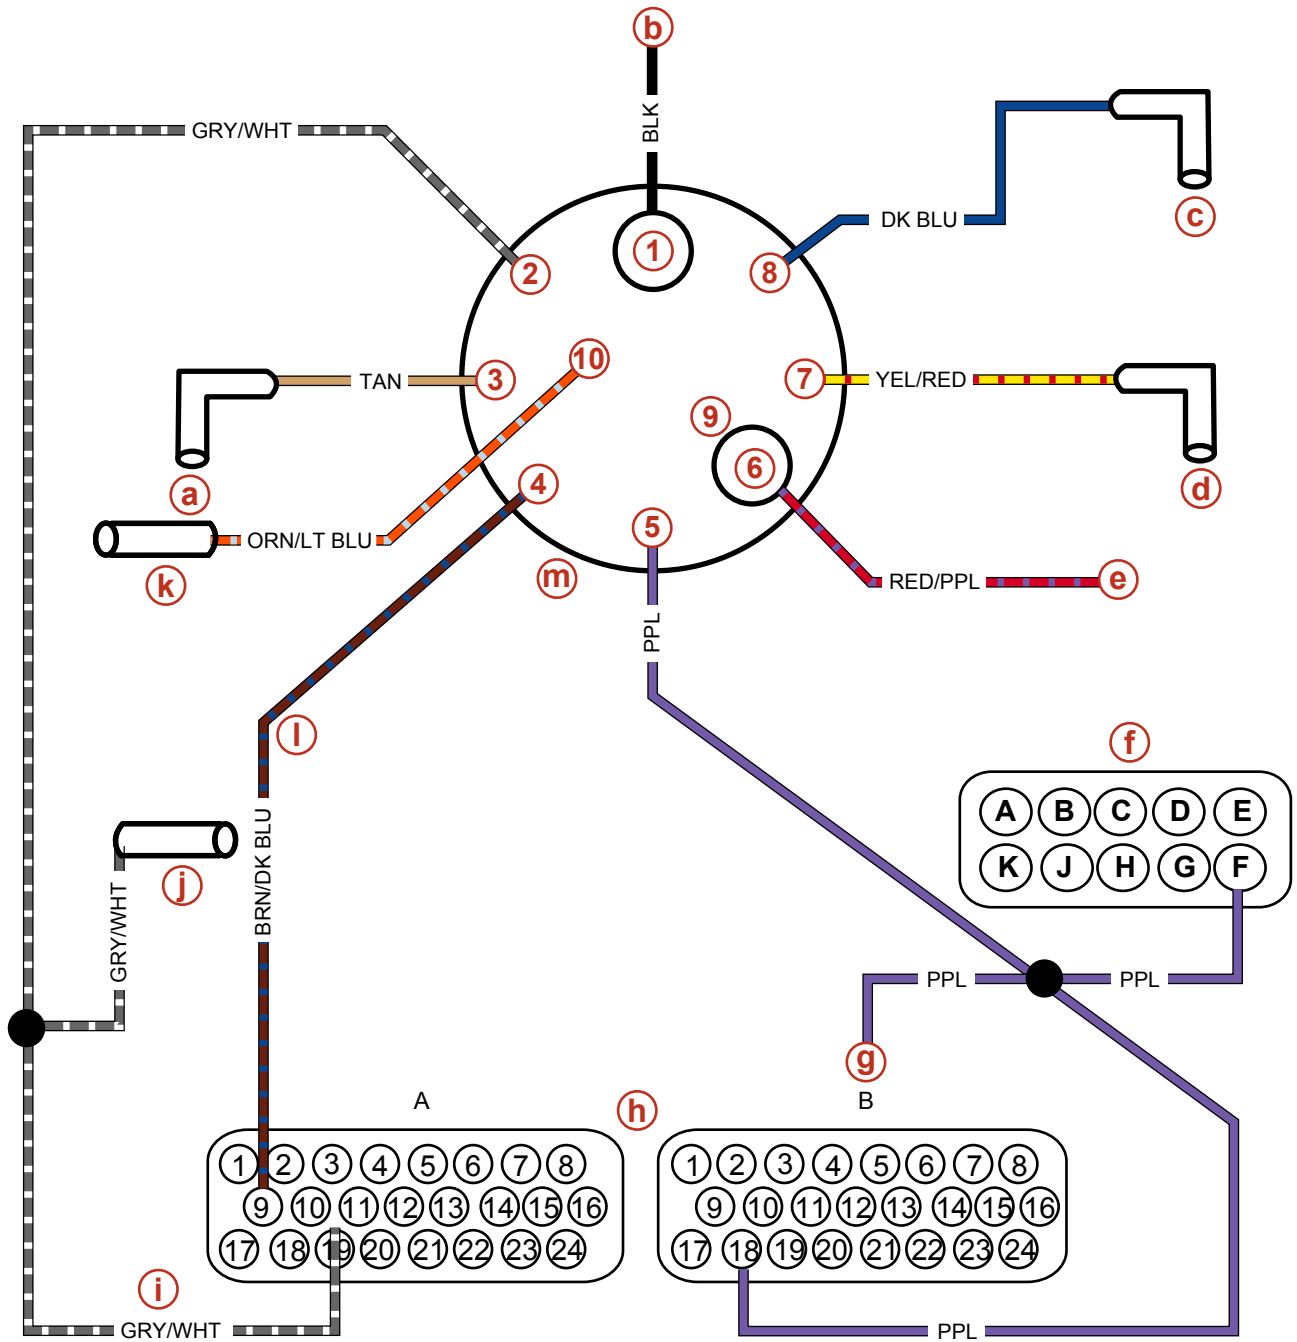 b
GRY/WHT
BLK
DK BLU
c
1
2
8
10
TAN
3
7
YEL/RED
9
6
4
a
d
5
ORN/LT BLU
k
m
RED/PPL
e
PPL
l
f
A B C D E
K J H G F
BRN/DK BLU
j
GRY/WHT
PPL
PPL
g
A
h
B
1 2 3 4 5 6 7 8
9 10 11 12 13 14 15 16
17 18 19 20 21 22 23 24
1 2 3 4 5 6 7 8
9 10 11 12 13 14 15 16
17 18 19 20 21 22 23 24
i
GRY/WHT
PPL